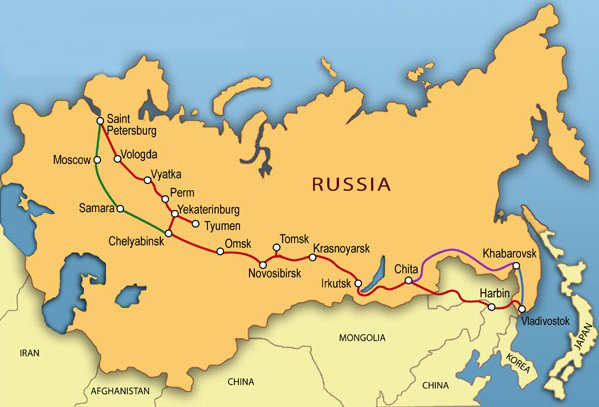 Saint
Petersburg
Moscow
Vologda
Vyatka
Perm
RUSSIA
Samara
Yekaterinburg
Tyumen
Chelyabinsk
Omsk
Tomsk
Krasnoyarsk
Khabarovsk
Novosibirsk
Chita
Irkutsk
Harbin
Vladivostok
IRAN
MONGOLIA
JAPAN
KOREA
AFGHANISTAN
CHINA
CHINA